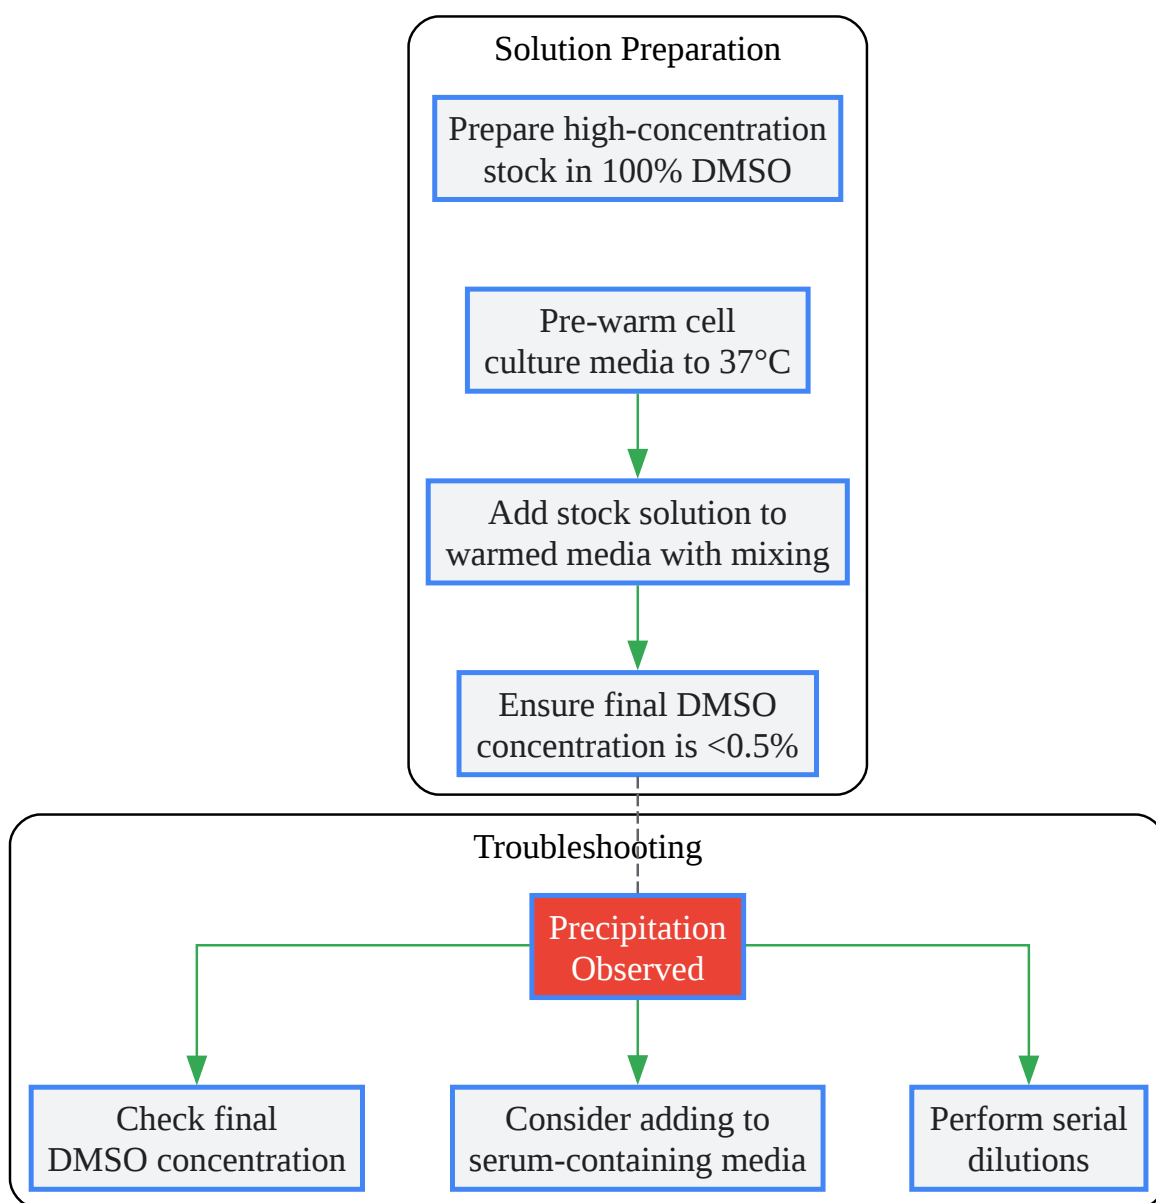 Solution Preparation
Prepare high-concentration
stock in 100% DMSO
Pre-warm cell
culture media to 37°C
Add stock solution to
warmed media with mixing
Ensure final DMSO
concentration is <0.5%
Troubleshooting
Precipitation
Observed
Check final
DMSO concentration
Consider adding to
serum-containing media
Perform serial
dilutions